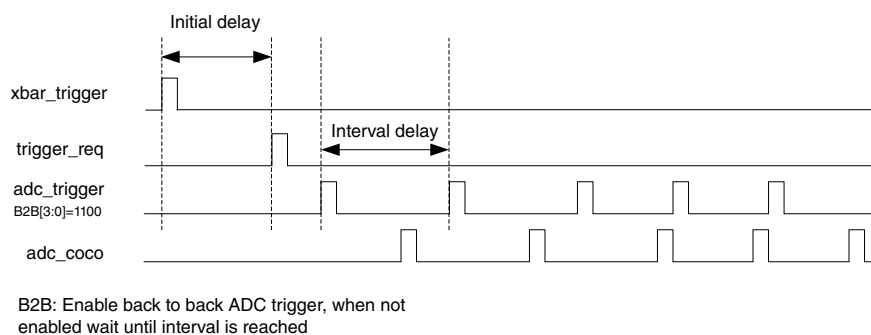 Initial delay
xbar_trigger
Interval delay
trigger_req
adc_trigger
B2B[3:0]=1100
adc_coco
B2B: Enable back to back ADC trigger, when not
enabled wait until interval is reached